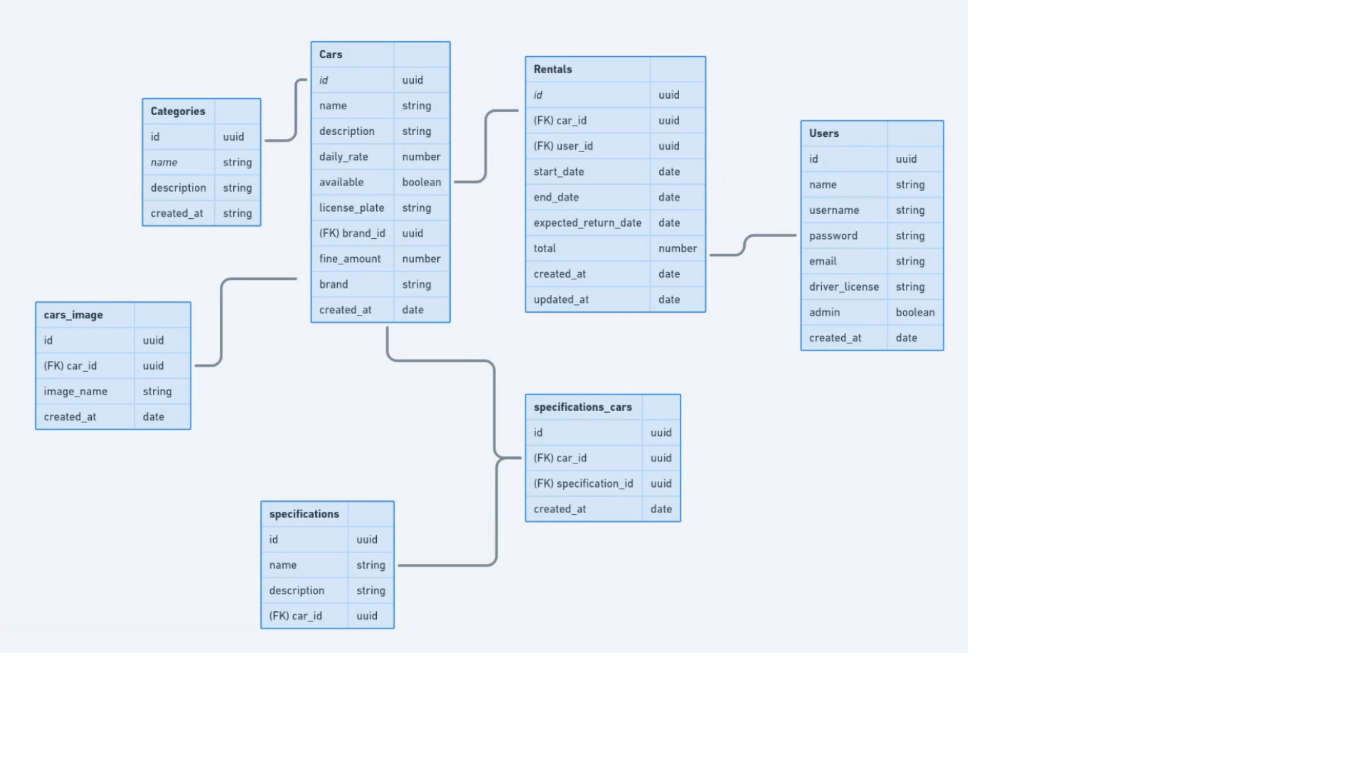 Cars
id uuid
name string
description string
daily_rate number
available boolean
license_plate string
(FK) brand_id uuid
fine_amount number
brand string
created_at date
Rentals
id uuid
(FK) car_id uuid
(FK) user_id uuid
start_date date
end_date date
expected_return_date date
total number
created_at date
updated_at date
Categories
id uuid
name string
description string
created_at string
Users
id uuid
name string
username string
password string
email string
driver_license string
admin boolean
created_at date
cars_image
id uuid
(FK) car_id uuid
image_name string
created_at date
specifications_cars
id uuid
(FK) car_id uuid
(FK) specification_id uuid
created_at date
specifications
id uuid
name string
description string
(FK) car_id uuid